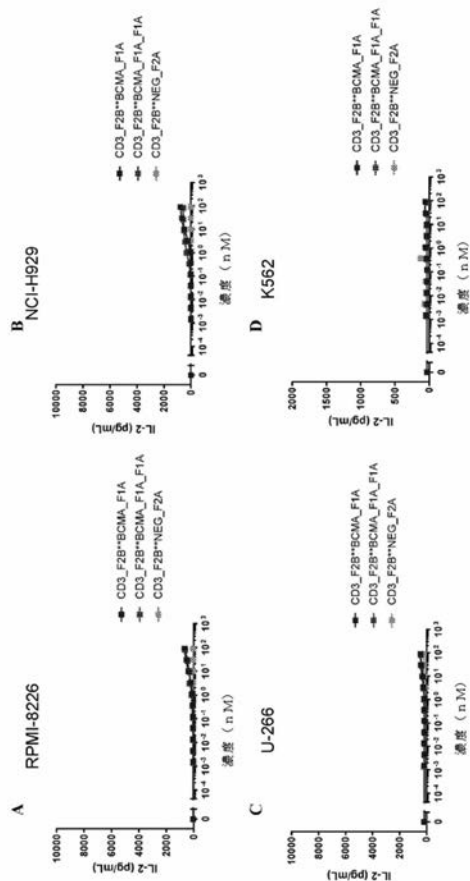 A
RPMI-8226
IL-2 (pg/mL)
10000
8000
6000
4000
2000
0
0
10⁻⁴
10⁻³
10⁻²
10⁻¹
10⁰
10¹
10²
10³
濃度(nM)
CD3_F2B**BCMA_F1A
CD3_F2B**BCMA_F1A_F1A
CD3_F2B**NEG_F2A
B
NCI-H929
IL-2 (pg/mL)
10000
8000
6000
4000
2000
0
0
10⁻⁴
10⁻³
10⁻²
10⁻¹
10⁰
10¹
10²
10³
濃度(nM)
CD3_F2B**BCMA_F1A
CD3_F2B**BCMA_F1A_F1A
CD3_F2B**NEG_F2A
C
U-266
IL-2 (pg/mL)
10000
8000
6000
4000
2000
0
0
10⁻⁴
10⁻³
10⁻²
10⁻¹
10⁰
10¹
10²
10³
濃度(nM)
CD3_F2B**BCMA_F1A
CD3_F2B**BCMA_F1A_F1A
CD3_F2B**NEG_F2A
D
K562
IL-2 (pg/mL)
2000
1500
1000
500
0
0
10⁻⁴
10⁻³
10⁻²
10⁻¹
10⁰
10¹
10²
10³
濃度(nM)
CD3_F2B**BCMA_F1A
CD3_F2B**BCMA_F1A_F1A
CD3_F2B**NEG_F2A